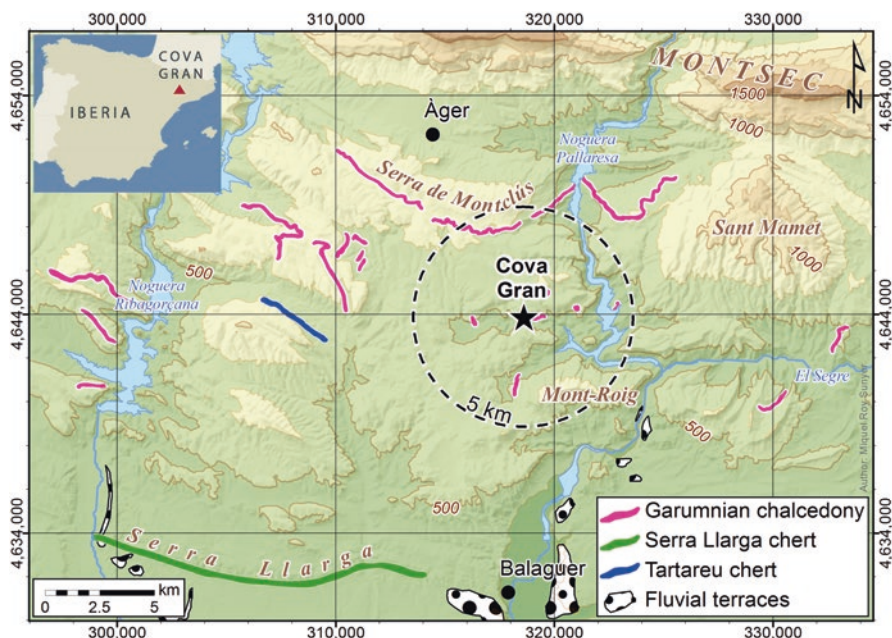 300,000 310,000 320,000 330,000
4,654,000
4,644,000
4,634,000
COVA
GRAN
IBERIA
Àger
MONTSEC
1500
1000
Noguera
Pallaresa
Serra de Montclús
Sant Mamet
1000
500
Noguera
Ribagorçana
Cova
Gran
4,654,000
4,644,000
4,634,000
El Segre
Mont-Roig
5 km
500
500
Serra Llarga
Balaguer
Garumnian chalcedony
Serra Llarga chert
Tartareu chert
Fluvial terraces
0 2.5 5
km
N
Author: Miquel Roy Sunyer
300,000 310,000 320,000 330,000